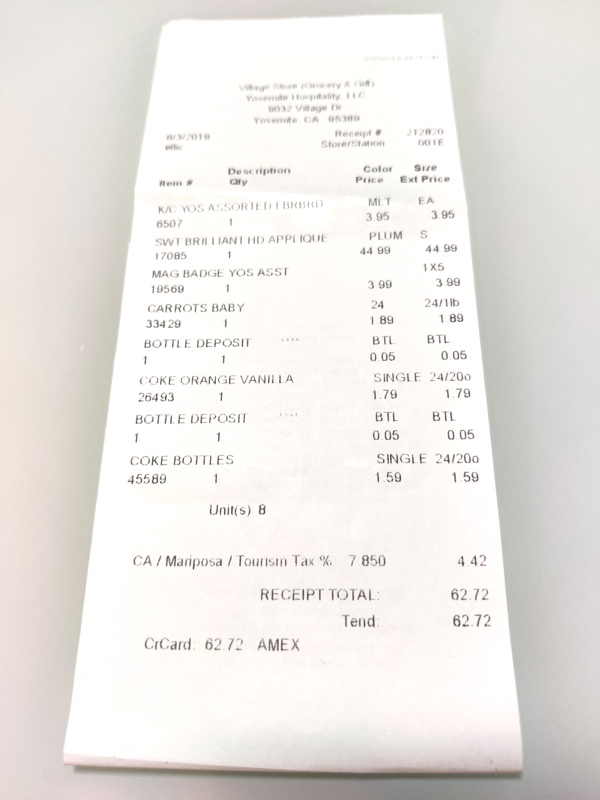 Village Store (Grocery & Gift)
Yosemite Hospitality, LLC
9032 Village Dr
Yosemite, CA 95389
6/3/2019 Receipt # 212820
ellic Store/Station 001E
Description Color Size
Item # Qty Price Ext Price
K/C YOS ASSORTED MLT EA
6507 1 3.95 3.95
SWT BRILLIANT HD APPLIQUE PLUM S
17085 1 44.99 44.99
MAG BADGE YOS ASST 1X5
19569 1 3.99 3.99
CARROTS BABY 24 24/1lb
33429 1 1.89 1.89
BOTTLE DEPOSIT **** BTL BTL
1 1 0.05 0.05
COKE ORANGE VANILLA SINGLE 24/20o
26493 1 1.79 1.79
BOTTLE DEPOSIT **** BTL BTL
1 1 0.05 0.05
COKE BOTTLES SINGLE 24/20o
45589 1 1.59 1.59
Unit(s) 8
CA / Mariposa / Tourism Tax % 7.850 4.42
RECEIPT TOTAL: 62.72
Tend: 62.72
CrCard: 62.72 AMEX